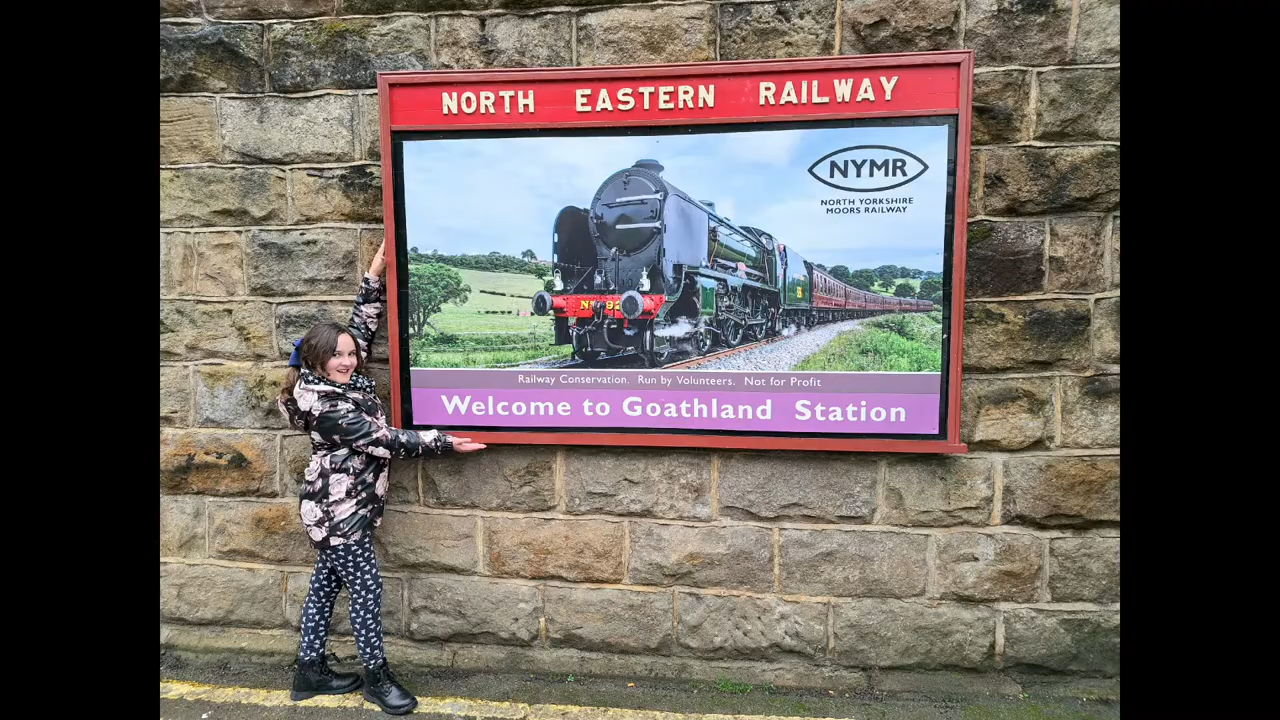 NORTH EASTERN RAILWAY
NYMR
NORTH YORKSHIRE
MOORS RAILWAY
Railway Conservation. Run by Volunteers. Not for Profit
Welcome to Goathland Station